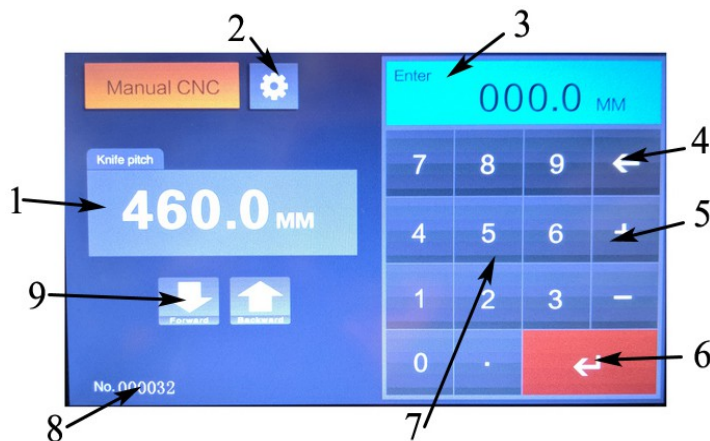 2
3
Manual CNC
Enter
000.0 MM
4
7 8 9 ←
Knife pitch
1
460.0 MM
4 5 6 +
5
9
Forward
Backward
1 2 3 −
0 . ↵
6
No.000032
8
7